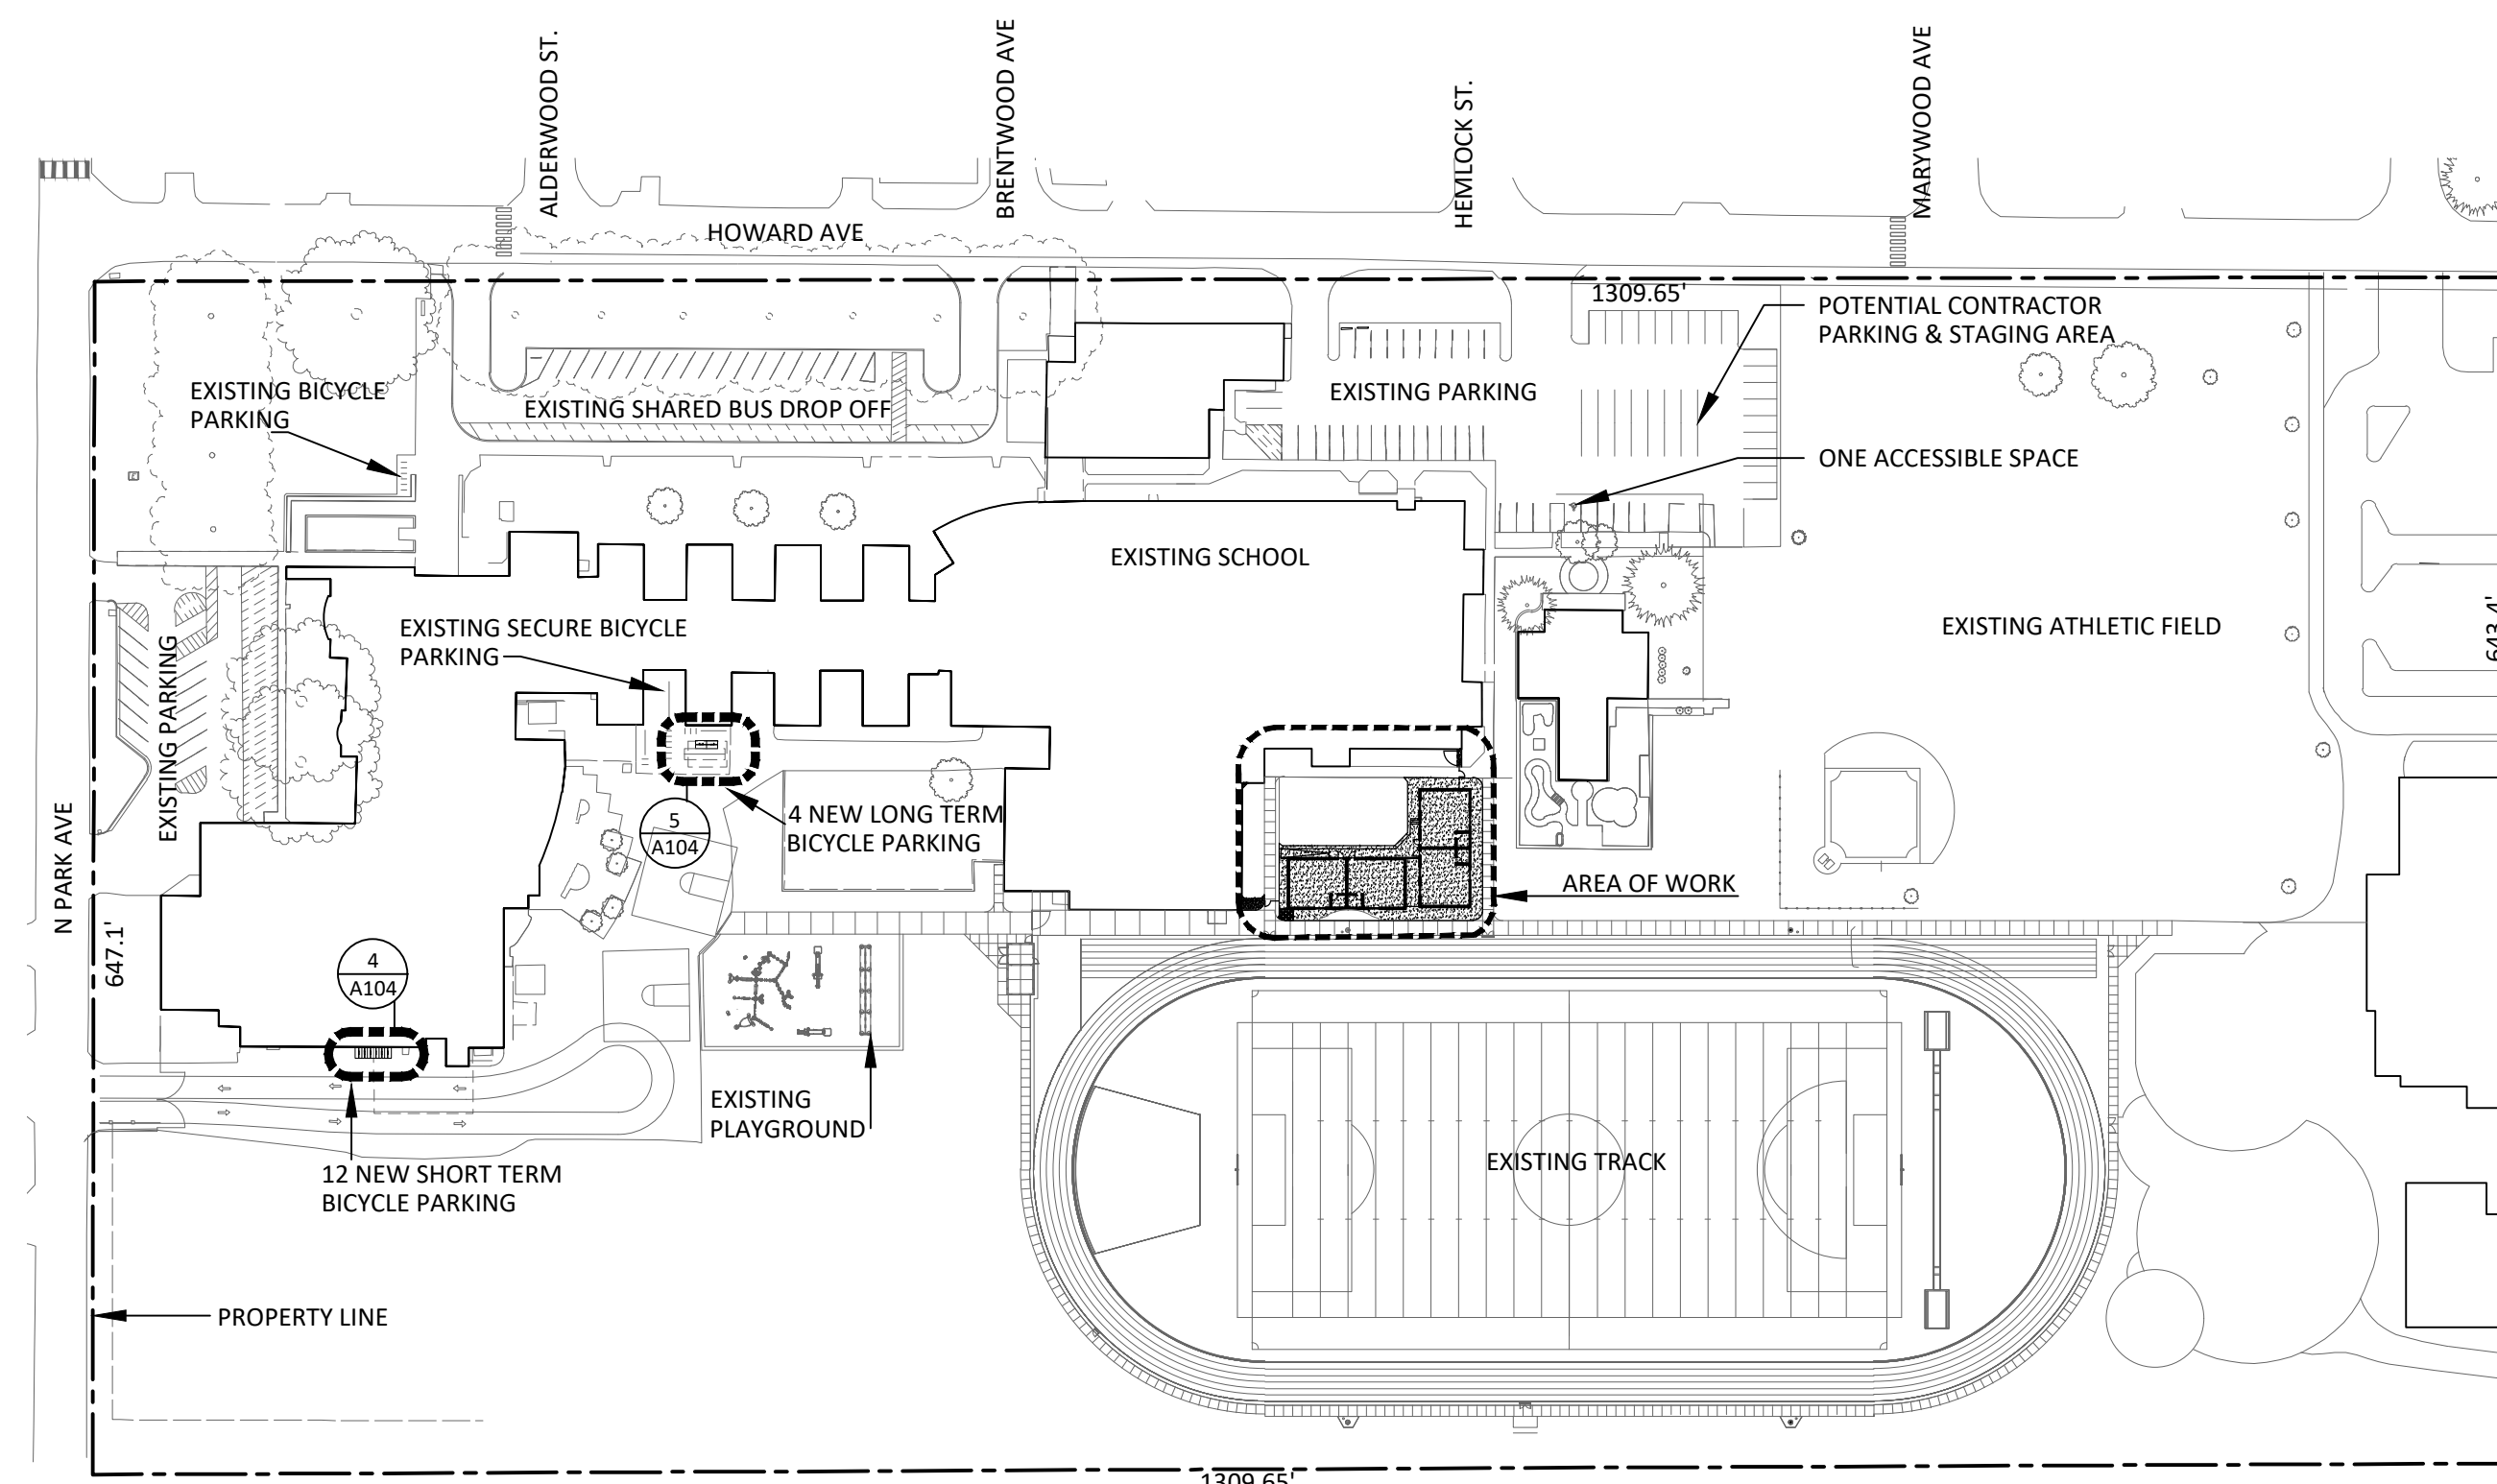 ALDERWOOD ST.
BRENTWOOD AVE
HEMLOCK ST.
MARYWOOD AVE
HOWARD AVE
1309.65'
POTENTIAL CONTRACTOR
PARKING & STAGING AREA
EXISTING BICYCLE
PARKING
EXISTING SHARED BUS DROP OFF
EXISTING PARKING
ONE ACCESSIBLE SPACE
EXISTING SCHOOL
EXISTING SECURE BICYCLE
PARKING
EXISTING ATHLETIC FIELD
643.4'
EXISTING PARKING
N PARK AVE
647.1'
5
A104
4 NEW LONG TERM
BICYCLE PARKING
AREA OF WORK
4
A104
EXISTING
PLAYGROUND
12 NEW SHORT TERM
BICYCLE PARKING
EXISTING TRACK
PROPERTY LINE
1309.65'